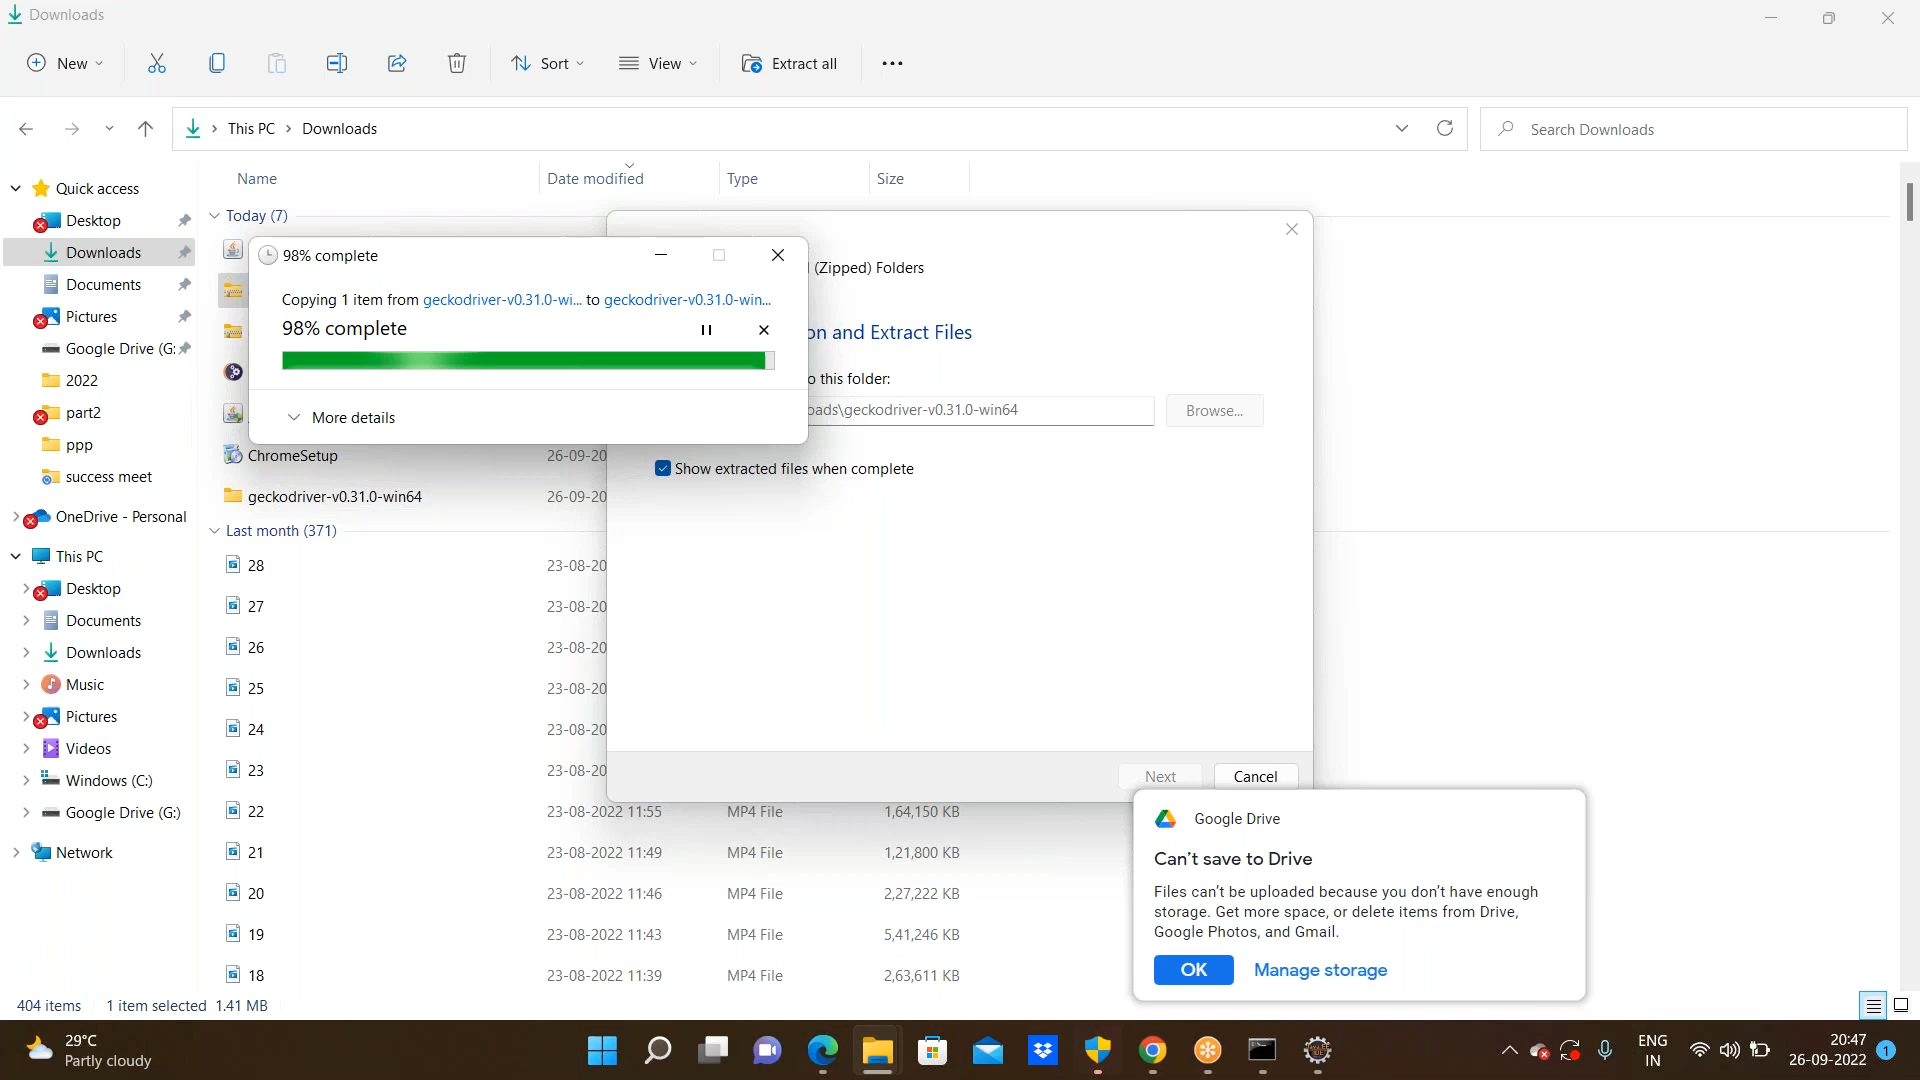 Downloads
New
Sort
View
Extract all
This PC
Downloads
Search Downloads
Name
Date modified
Type
Size
Quick access
Desktop
Downloads
Documents
Pictures
Google Drive (G:
2022
part2
ppp
success meet
OneDrive - Personal
This PC
Desktop
Documents
Downloads
Music
Pictures
Videos
Windows (C:)
Google Drive (G:)
Network
Today (7)
98% complete
Copying 1 item from geckodriver-v0.31.0-wi... to geckodriver-v0.31.0-win...
98% complete
More details
(Zipped) Folders
on and Extract Files
o this folder:
oads\geckodriver-v0.31.0-win64
Browse...
Show extracted files when complete
Next
Cancel
ChromeSetup 26-09-20
geckodriver-v0.31.0-win64 26-09-20
Last month (371)
28 23-08-20
27 23-08-20
26 23-08-20
25 23-08-20
24 23-08-20
23 23-08-20
22 23-08-2022 11:55 MP4 File 1,64,150 KB
21 23-08-2022 11:49 MP4 File 1,21,800 KB
20 23-08-2022 11:46 MP4 File 2,27,222 KB
19 23-08-2022 11:43 MP4 File 5,41,246 KB
18 23-08-2022 11:39 MP4 File 2,63,611 KB
Google Drive
Can't save to Drive
Files can't be uploaded because you don't have enough
storage. Get more space, or delete items from Drive,
Google Photos, and Gmail.
OK
Manage storage
404 items
1 item selected 1.41 MB
29°C
Partly cloudy
ENG
IN
20:47
26-09-2022
1